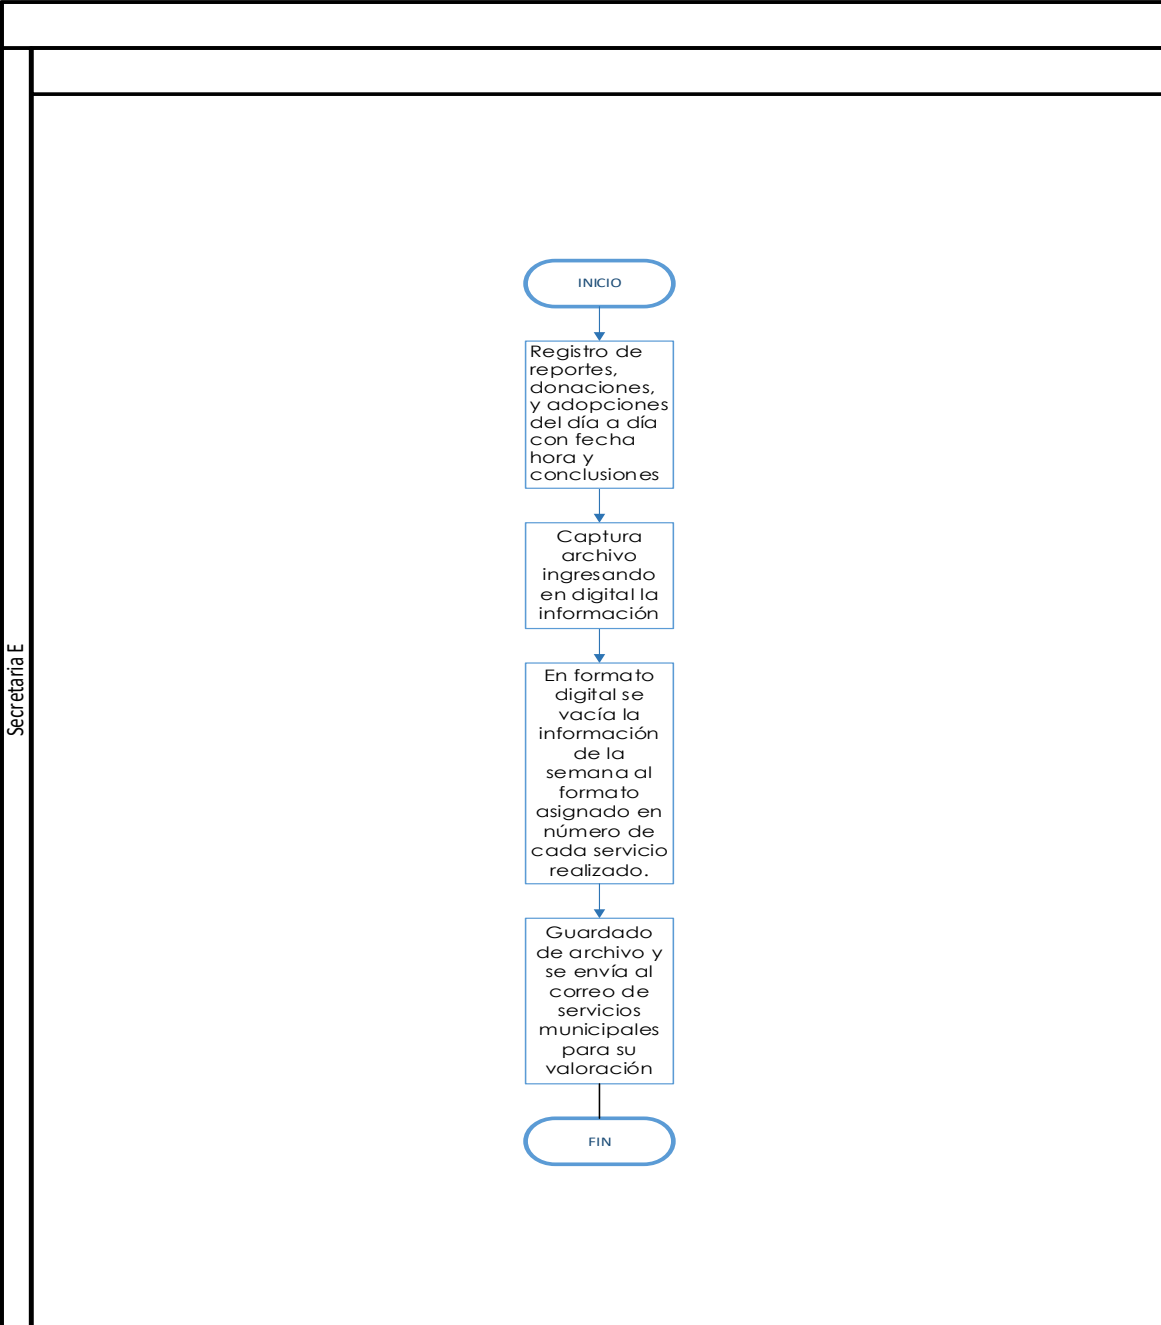 INICIO
Registro de
reportes,
donaciones,
y adopciones
del día a día
con fecha
hora y
conclusiones
Captura
archivo
ingresando
en digital la
información
Secretaria E
En formato
digital se
vacía la
información
de la
semana al
formato
asignado en
número de
cada servicio
realizado.
Guardado
de archivo y
se envía al
correo de
servicios
municipales
para su
valoración
FIN